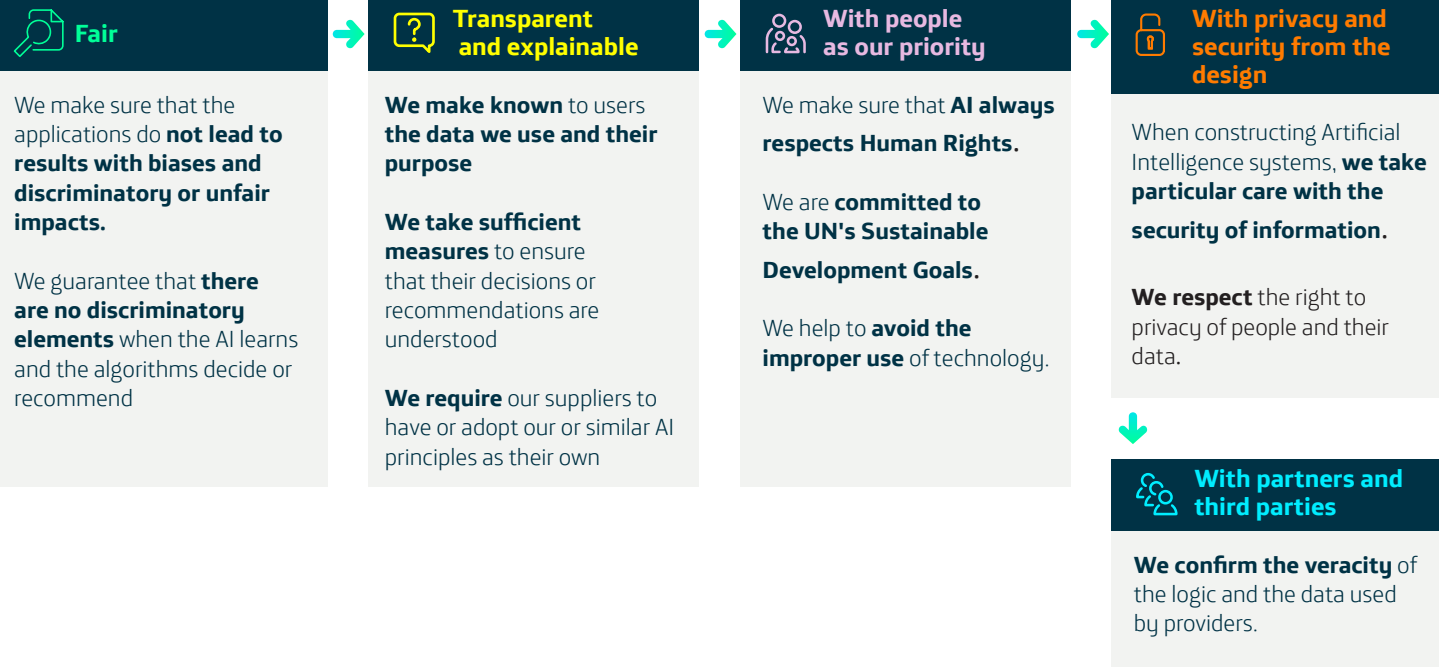 Fair
We make sure that the
applications do not lead to
results with biases and
discriminatory or unfair
impacts.
We guarantee that there
are no discriminatory
elements when the AI learns
and the algorithms decide or
recommend
Transparent
and explainable
We make known to users
the data we use and their
purpose
We take sufficient
measures to ensure
that their decisions or
recommendations are
understood
We require our suppliers to
have or adopt our or similar AI
principles as their own
With people
as our priority
We make sure that AI always
respects Human Rights.
We are committed to
the UN's Sustainable
Development Goals.
We help to avoid the
improper use of technology.
With privacy and
security from the
design
When constructing Artificial
Intelligence systems, we take
particular care with the
security of information.
We respect the right to
privacy of people and their
data.
With partners and
third parties
We confirm the veracity of
the logic and the data used
by providers.